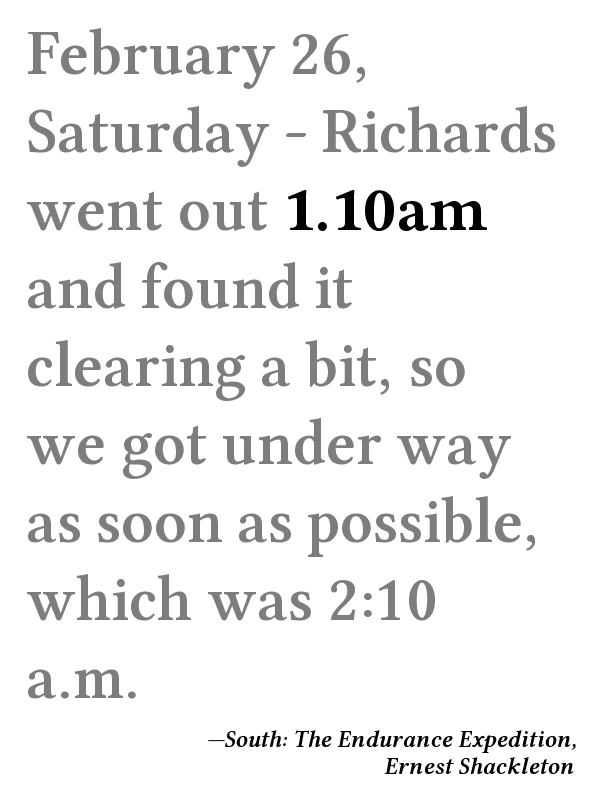 February 26,
Saturday - Richards
went out 1.10am
and found it
clearing a bit, so
we got under way
as soon as possible,
which was 2:10
a.m.
—South: The Endurance Expedition,
Ernest Shackleton